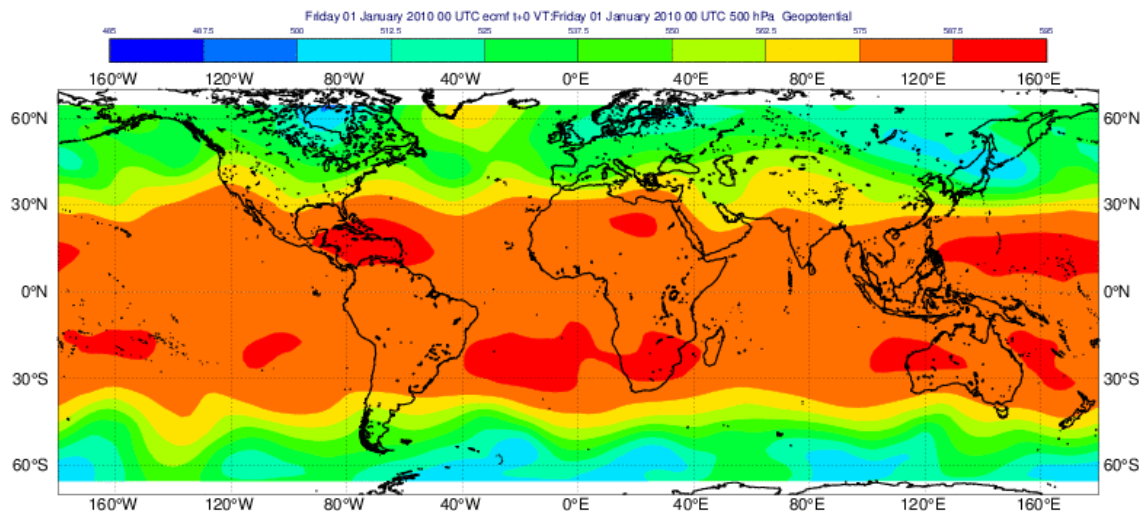 Friday 01 January 2010 00 UTC ecmf t+0 VT:Friday 01 January 2010 00 UTC 500 hPa Geopotential
485 487.5 500 512.5 525 537.5 550 562.5 575 587.5 595
160°W 120°W 80°W 40°W 0°E 40°E 80°E 120°E 160°E
60°N 60°N
30°N 30°N
0°N 0°N
30°S 30°S
60°S 60°S
160°W 120°W 80°W 40°W 0°E 40°E 80°E 120°E 160°E